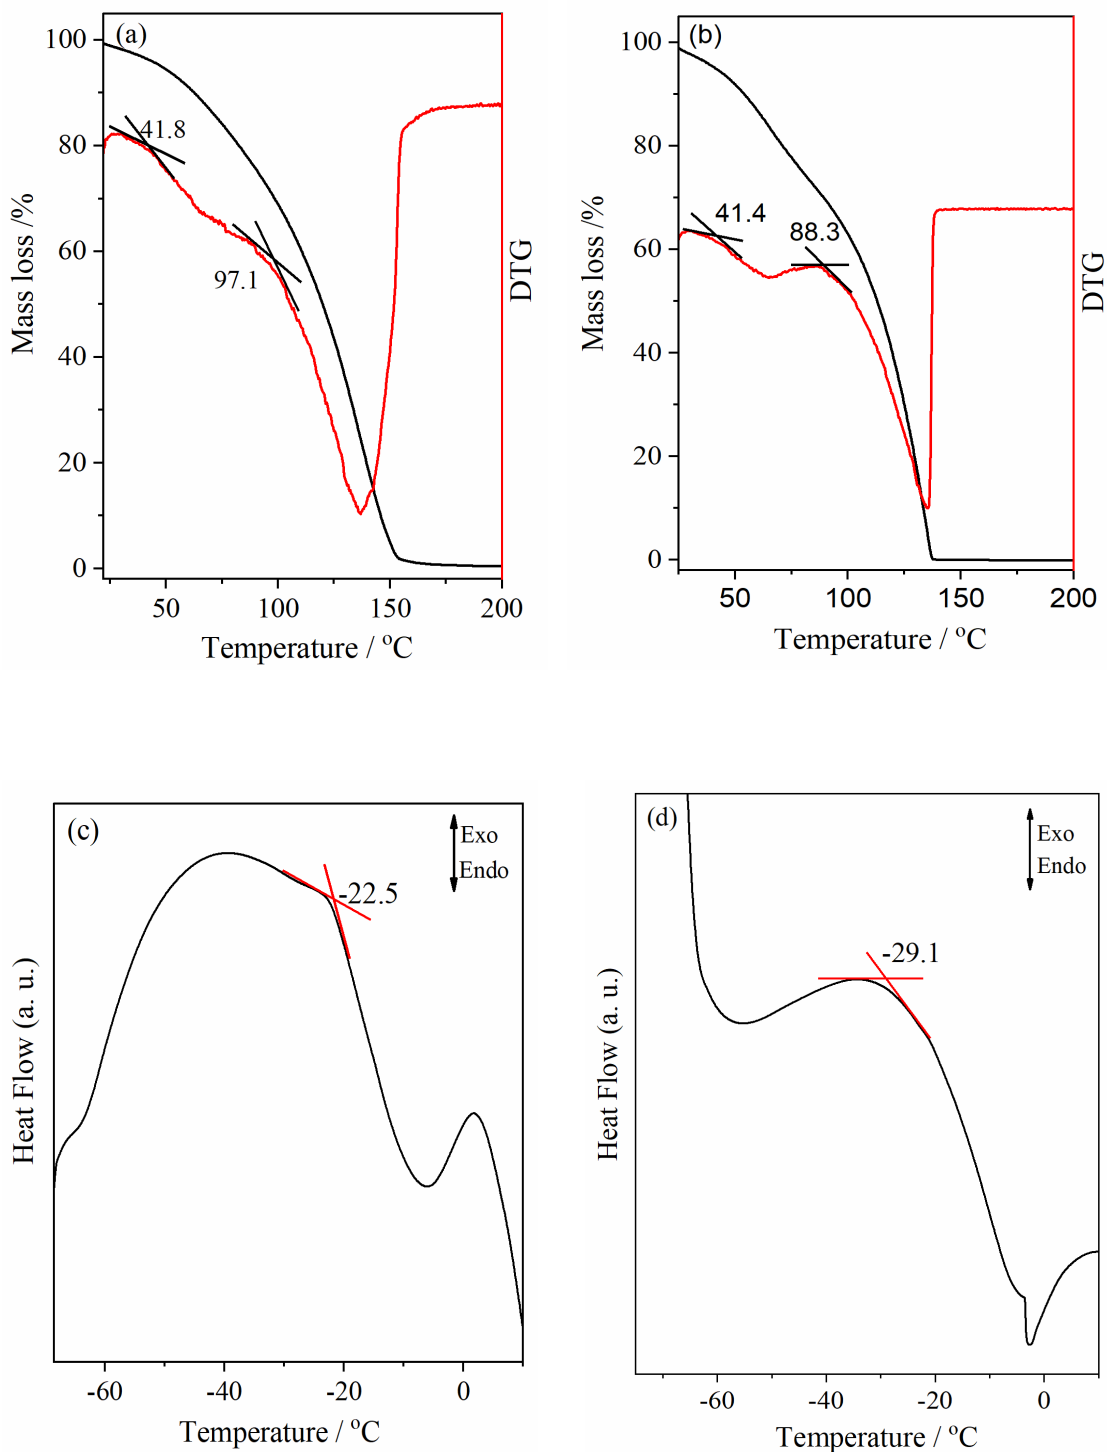 (a)
100
80
60
40
20
0
Mass loss /%
41.8
97.1
DTG
50
100
150
200
Temperature / °C
(b)
100
80
60
40
20
0
Mass loss /%
41.4
88.3
DTG
50
100
150
200
Temperature / °C
(c)
Exo
Endo
-22.5
Heat Flow (a. u.)
-60
-40
-20
0
Temperature / °C
(d)
Exo
Endo
-29.1
Heat Flow (a. u.)
-60
-40
-20
0
Temperature / °C